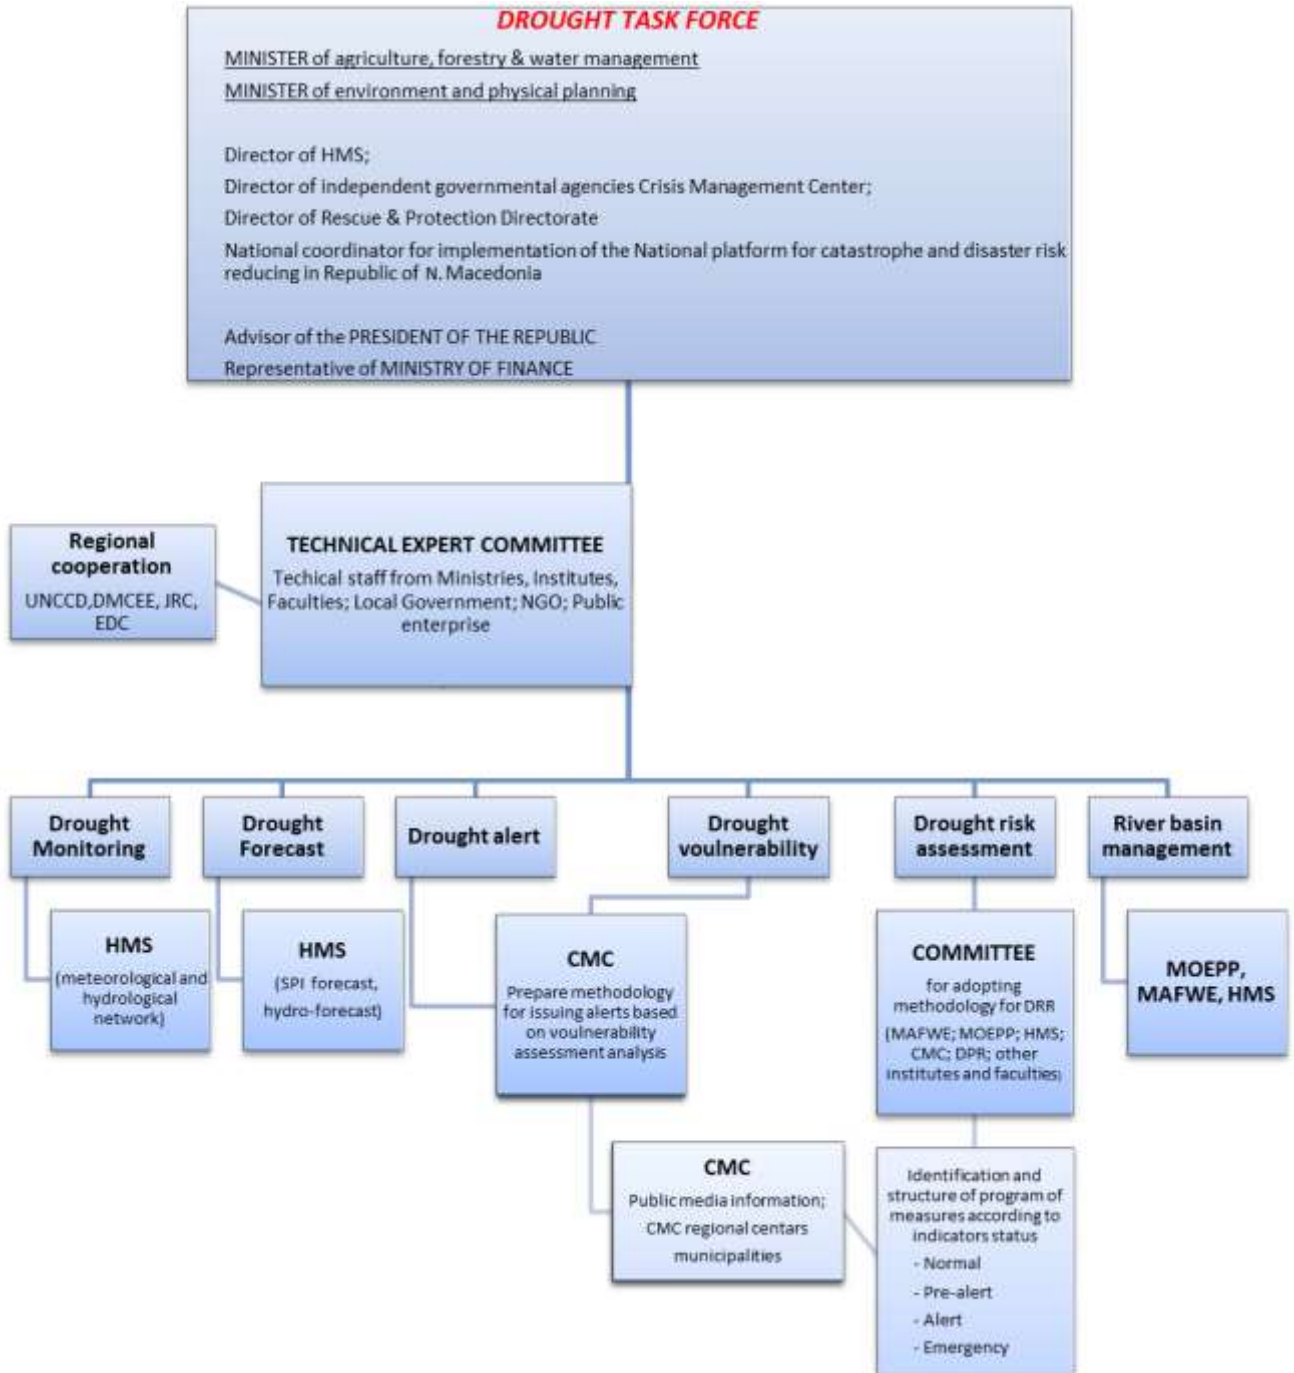 DROUGHT TASK FORCE
MINISTER of agriculture, forestry & water management
MINISTER of environment and physical planning
Director of HMS;
Director of independent governmental agencies Crisis Management Center;
Director of Rescue & Protection Directorate
National coordinator for implementation of the National platform for catastrophe and disaster risk
reducing in Republic of N. Macedonia
Advisor of the PRESIDENT OF THE REPUBLIC
Representative of MINISTRY OF FINANCE
Regional
cooperation
UNCCD,DMCEE, JRC,
EDC
TECHNICAL EXPERT COMMITTEE
Techical staff from Ministries, Institutes,
Faculties; Local Government; NGO; Public
enterprise
Drought
Monitoring
Drought
Forecast
Drought alert
Drought
voulnerability
Drought risk
assessment
River basin
management
HMS
(meteorological and
hydrological
network)
HMS
(SPI forecast,
hydro-forecast)
CMC
Prepare methodology
for issuing alerts based
on voulnerability
assessment analysis
COMMITTEE
for adopting
methodology for DRR
(MAFWE; MOEPP; HMS;
CMC; DPR; other
institutes and faculties)
MOEPP,
MAFWE, HMS
CMC
Public media information;
CMC regional centars
municipalities
Identification and
structure of program of
measures according to
indicators status
- Normal
- Pre-alert
- Alert
- Emergency